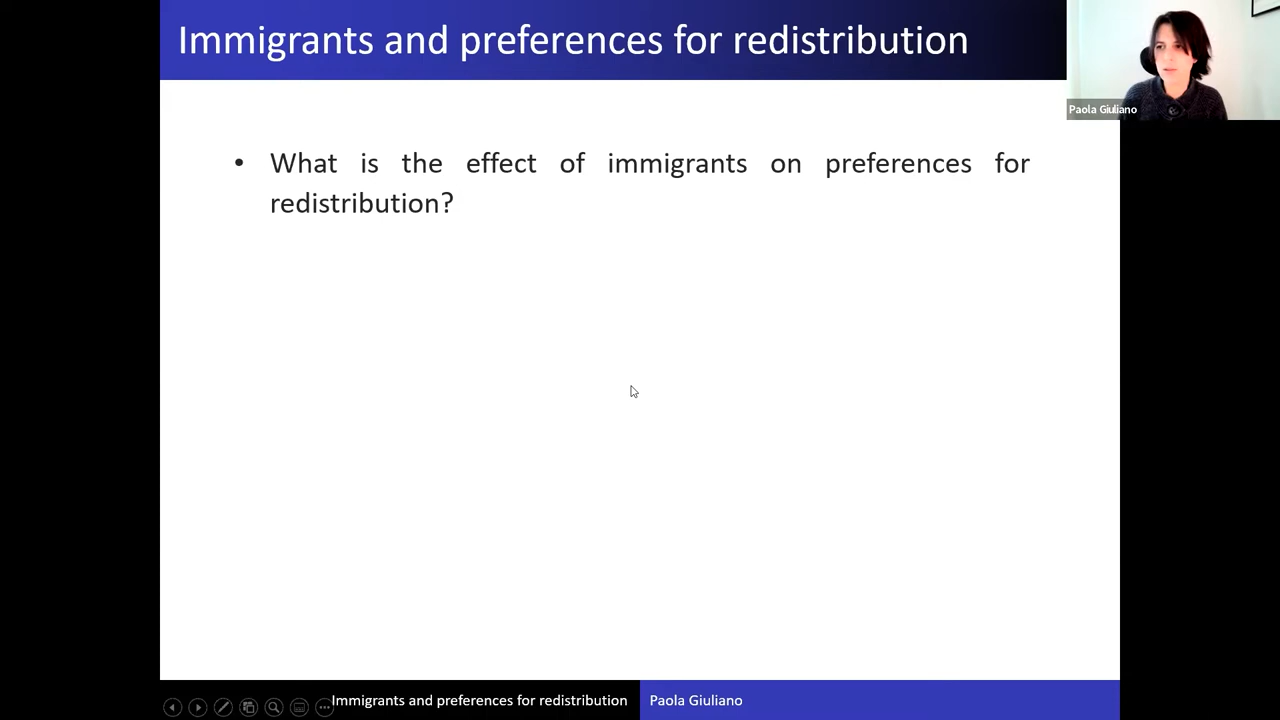 Immigrants and preferences for redistribution
Paola Giuliano
• What is the effect of immigrants on preferences for
redistribution?
Immigrants and preferences for redistribution
Paola Giuliano